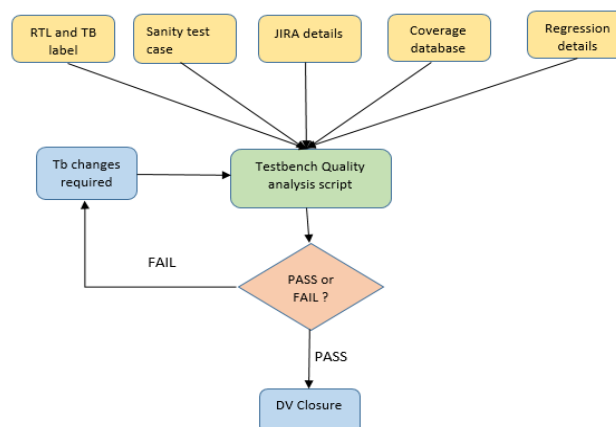 RTL and TB
label
Sanity test
case
JIRA details
Coverage
database
Regression
details
Tb changes
required
Testbench Quality
analysis script
FAIL
PASS or
FAIL ?
PASS
DV Closure